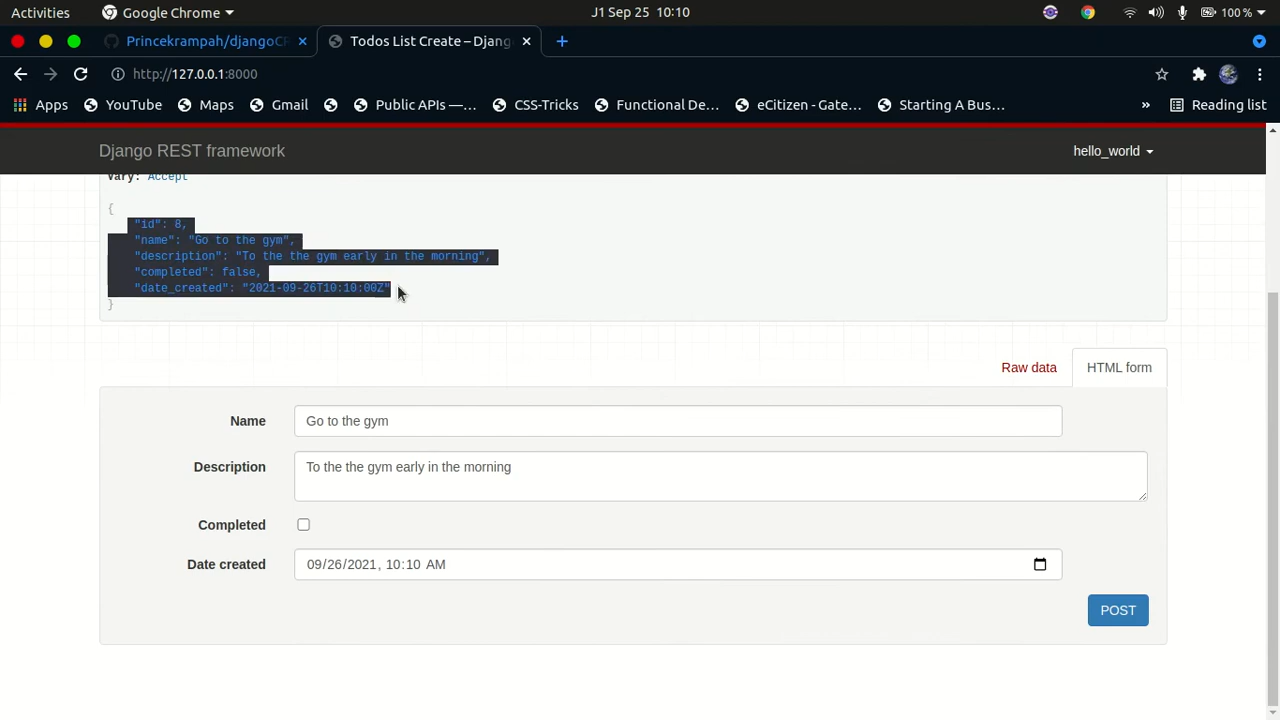 Activities
Google Chrome
J1 Sep 25 10:10
100 %
Princekrampah/djangoCR
Todos List Create – Djang
http://127.0.0.1:8000
Apps
YouTube
Maps
Gmail
Public APIs —…
CSS-Tricks
Functional De…
eCitizen - Gate…
Starting A Bus…
»
Reading list
Django REST framework
hello_world
Vary: Accept
{
"id": 8,
"name": "Go to the gym",
"description": "To the the gym early in the morning",
"completed": false,
"date_created": "2021-09-26T10:10:00Z"
}
Raw data
HTML form
Name
Go to the gym
Description
To the the gym early in the morning
Completed
Date created
09/26/2021, 10:10 AM
POST